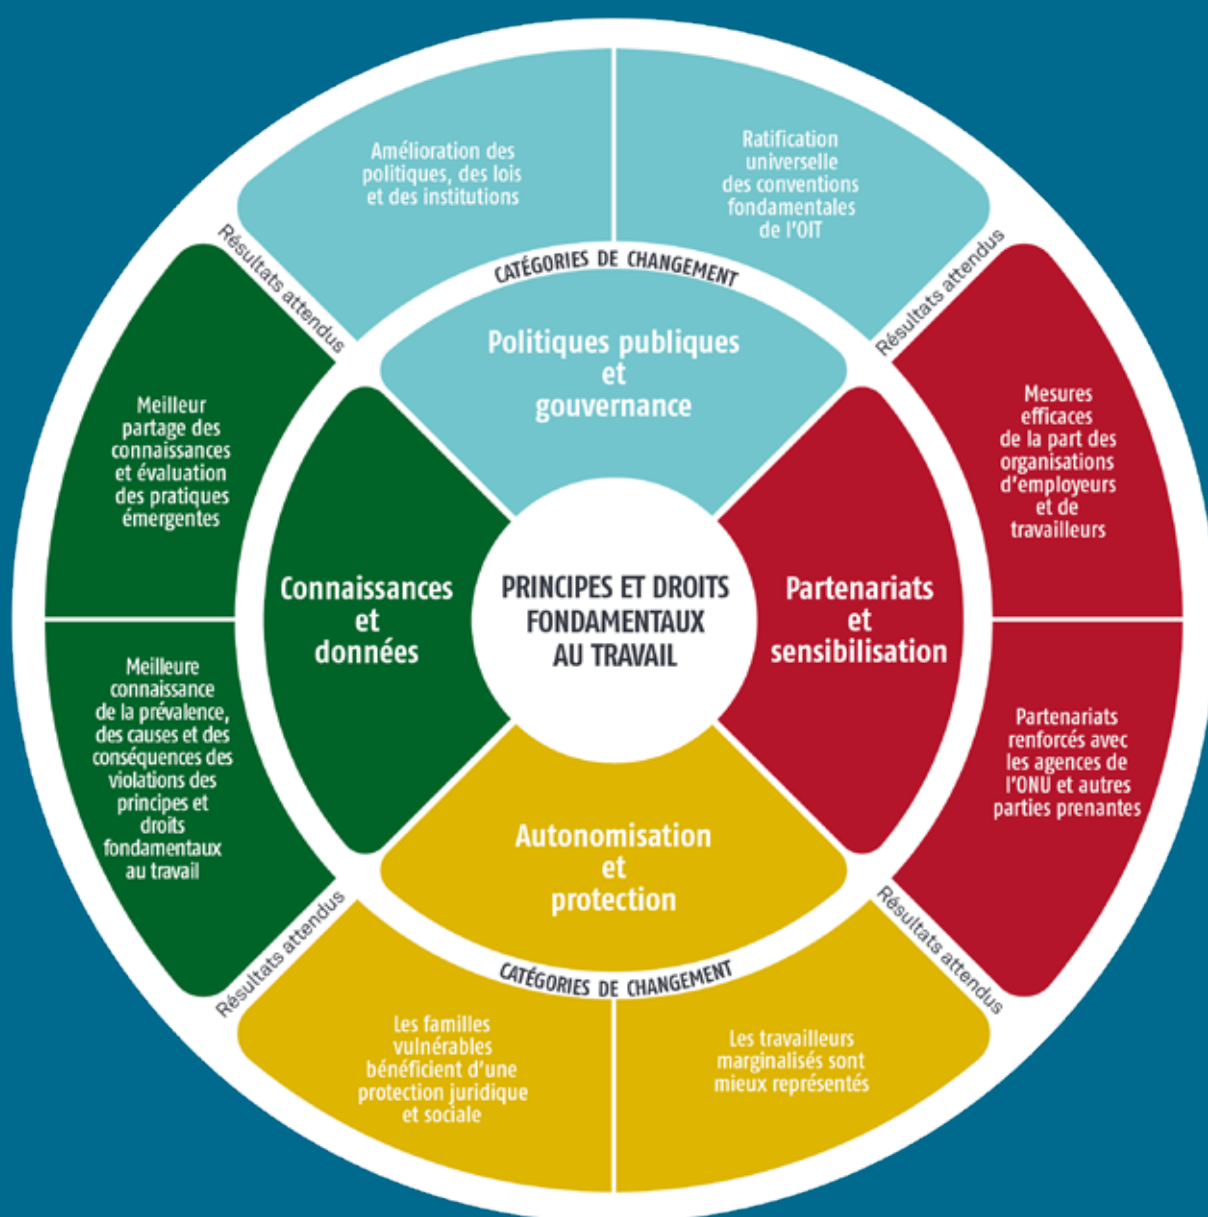 Amélioration des
politiques, des lois
et des institutions
Ratification
universelle
des conventions
fondamentales
de l'OIT
Résultats attendus
CATÉGORIES DE CHANGEMENT
Résultats attendus
Politiques publiques
et
gouvernance
Meilleur
partage des
connaissances
et évaluation
des pratiques
émergentes
Mesures
efficaces
de la part des
organisations
d'employeurs
et de
travailleurs
Connaissances
et
données
PRINCIPES ET DROITS
FONDAMENTAUX
AU TRAVAIL
Partenariats
et
sensibilisation
Meilleure
connaissance
de la prévalence,
des causes et des
conséquences des
violations des
principes et
droits
fondamentaux
au travail
Partenariats
renforcés avec
les agences de
l'ONU et autres
parties prenantes
Autonomisation
et
protection
Résultats attendus
CATÉGORIES DE CHANGEMENT
Résultats attendus
Les familles
vulnérables
bénéficient d'une
protection juridique
et sociale
Les travailleurs
marginalisés sont
mieux représentés